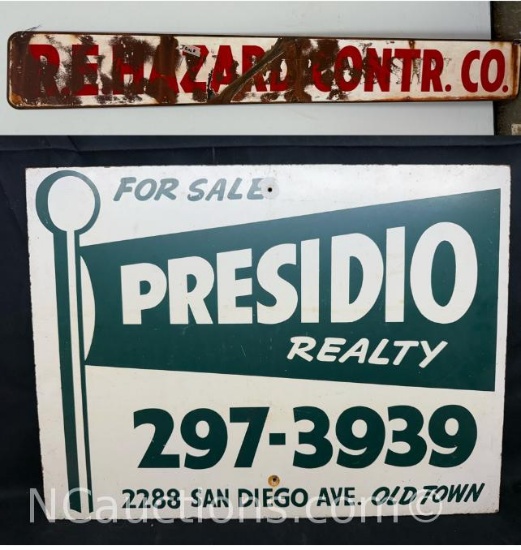 R.E. HAZARD CONTR. CO.
FOR SALE
PRESIDIO
REALTY
297-3939
2288 SAN DIEGO AVE. OLD TOWN
NCauctions.com©